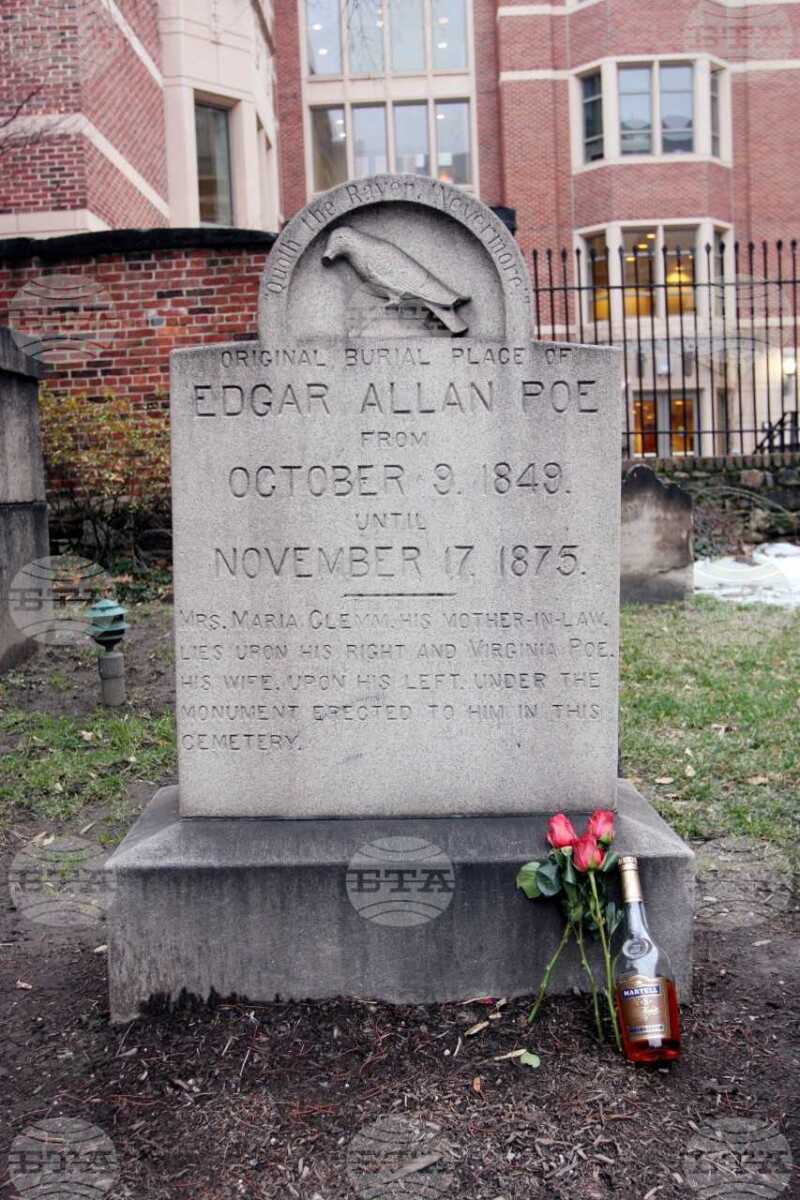 "Quoth the Raven, Nevermore."
ORIGINAL BURIAL PLACE OF
EDGAR ALLAN POE
FROM
OCTOBER 9. 1849.
UNTIL
NOVEMBER 17. 1875.
MRS. MARIA CLEMM, HIS MOTHER-IN-LAW,
LIES UPON HIS RIGHT AND VIRGINIA POE,
HIS WIFE, UPON HIS LEFT, UNDER THE
MONUMENT ERECTED TO HIM IN THIS
CEMETERY.
БТА
MARTELL